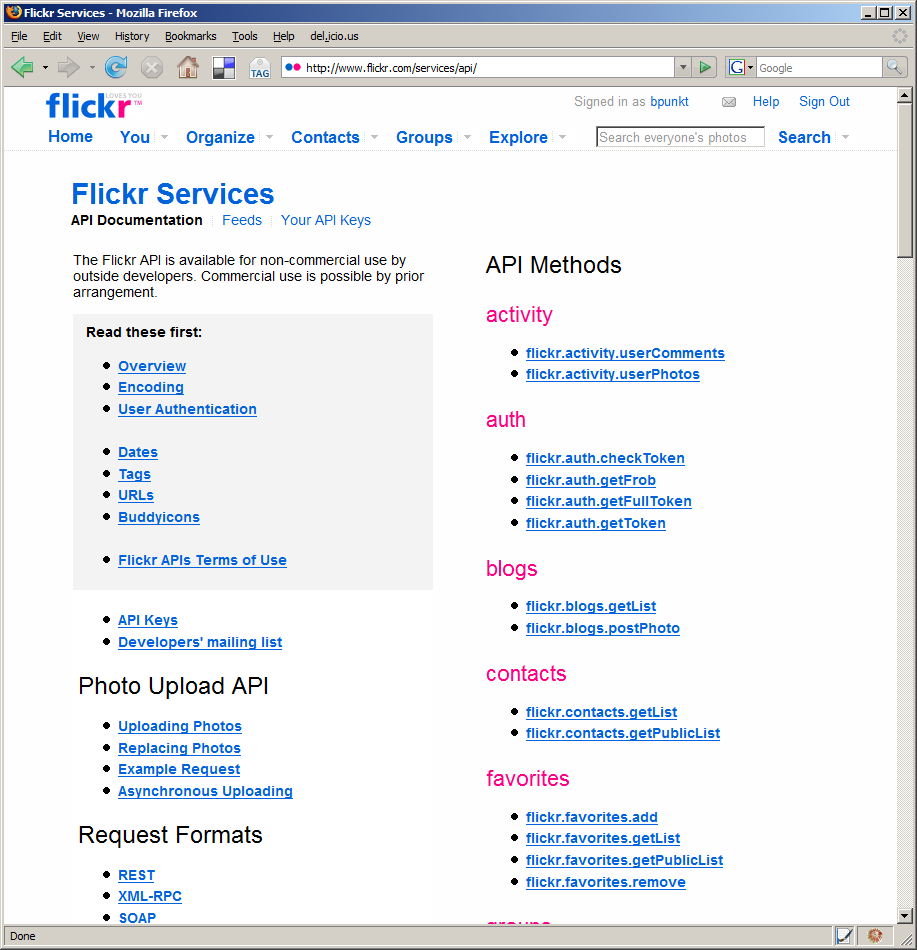 Flickr Services - Mozilla Firefox
File Edit View History Bookmarks Tools Help del.icio.us
TAG http://www.flickr.com/services/api/ G Google
flickr LOVES YOU ™
Signed in as bpunkt Help Sign Out
Home You Organize Contacts Groups Explore Search everyone's photos Search
Flickr Services
API Documentation Feeds Your API Keys
The Flickr API is available for non-commercial use by
outside developers. Commercial use is possible by prior
arrangement.
Read these first:
Overview
Encoding
User Authentication
Dates
Tags
URLs
Buddyicons
Flickr APIs Terms of Use
API Keys
Developers' mailing list
Photo Upload API
Uploading Photos
Replacing Photos
Example Request
Asynchronous Uploading
Request Formats
REST
XML-RPC
SOAP
API Methods
activity
flickr.activity.userComments
flickr.activity.userPhotos
auth
flickr.auth.checkToken
flickr.auth.getFrob
flickr.auth.getFullToken
flickr.auth.getToken
blogs
flickr.blogs.getList
flickr.blogs.postPhoto
contacts
flickr.contacts.getList
flickr.contacts.getPublicList
favorites
flickr.favorites.add
flickr.favorites.getList
flickr.favorites.getPublicList
flickr.favorites.remove
Done